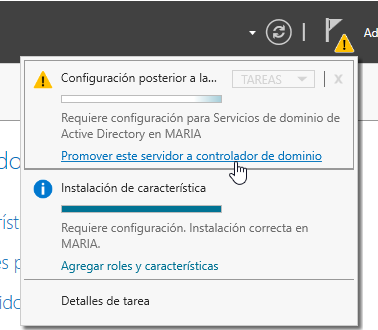 Ad
Configuración posterior a la...
TAREAS
x
Requiere configuración para Servicios de dominio de
Active Directory en MARIA
Promover este servidor a controlador de dominio
do
Instalación de característica
Requiere configuración. Instalación correcta en
MARIA.
ríst
Agregar roles y características
s p
Detalles de tarea
ido